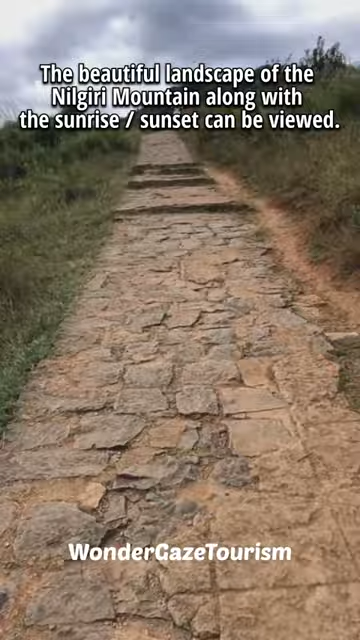 The beautiful landscape of the
Nilgiri Mountain along with
the sunrise / sunset can be viewed.
WonderGazeTourism